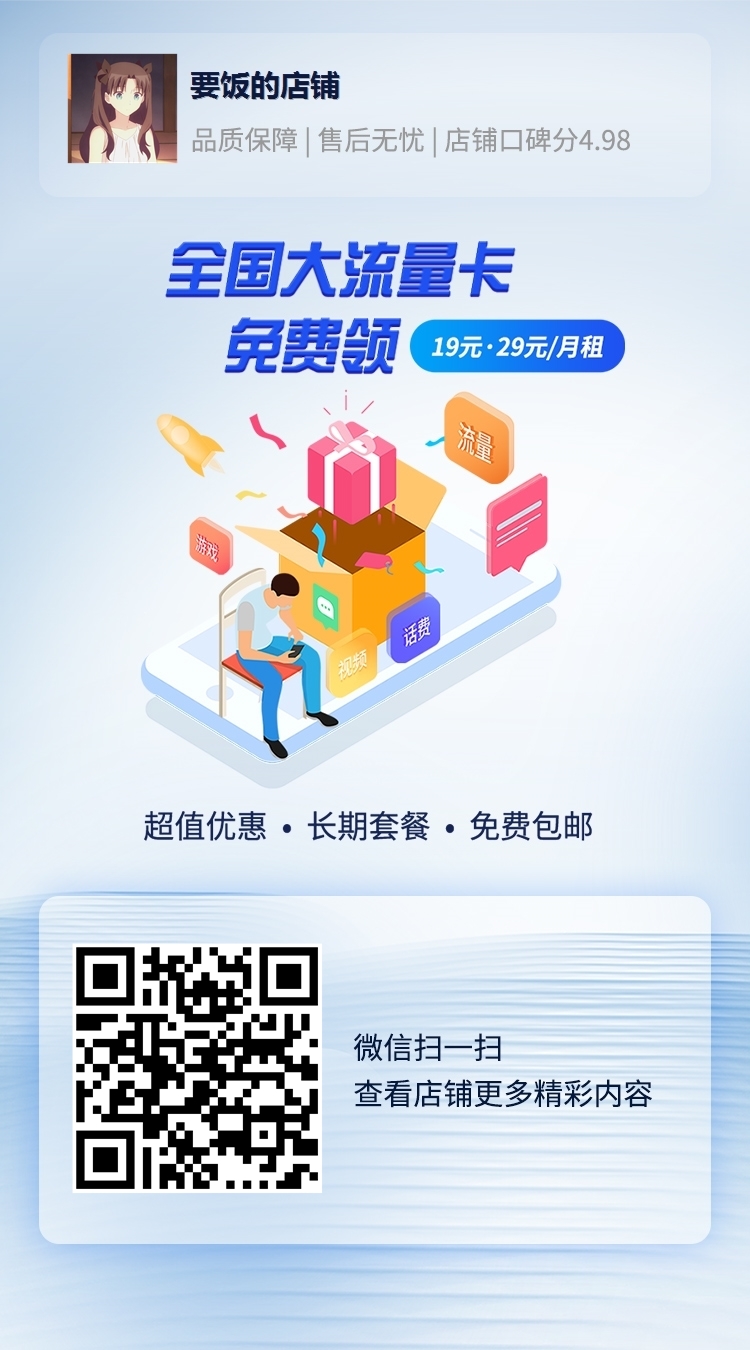 要饭的店铺
品质保障 | 售后无忧 | 店铺口碑分4.98
全国大流量卡
免费领
19元·29元/月租
流量
游戏
话费
视频
超值优惠 • 长期套餐 • 免费包邮
微信扫一扫
查看店铺更多精彩内容